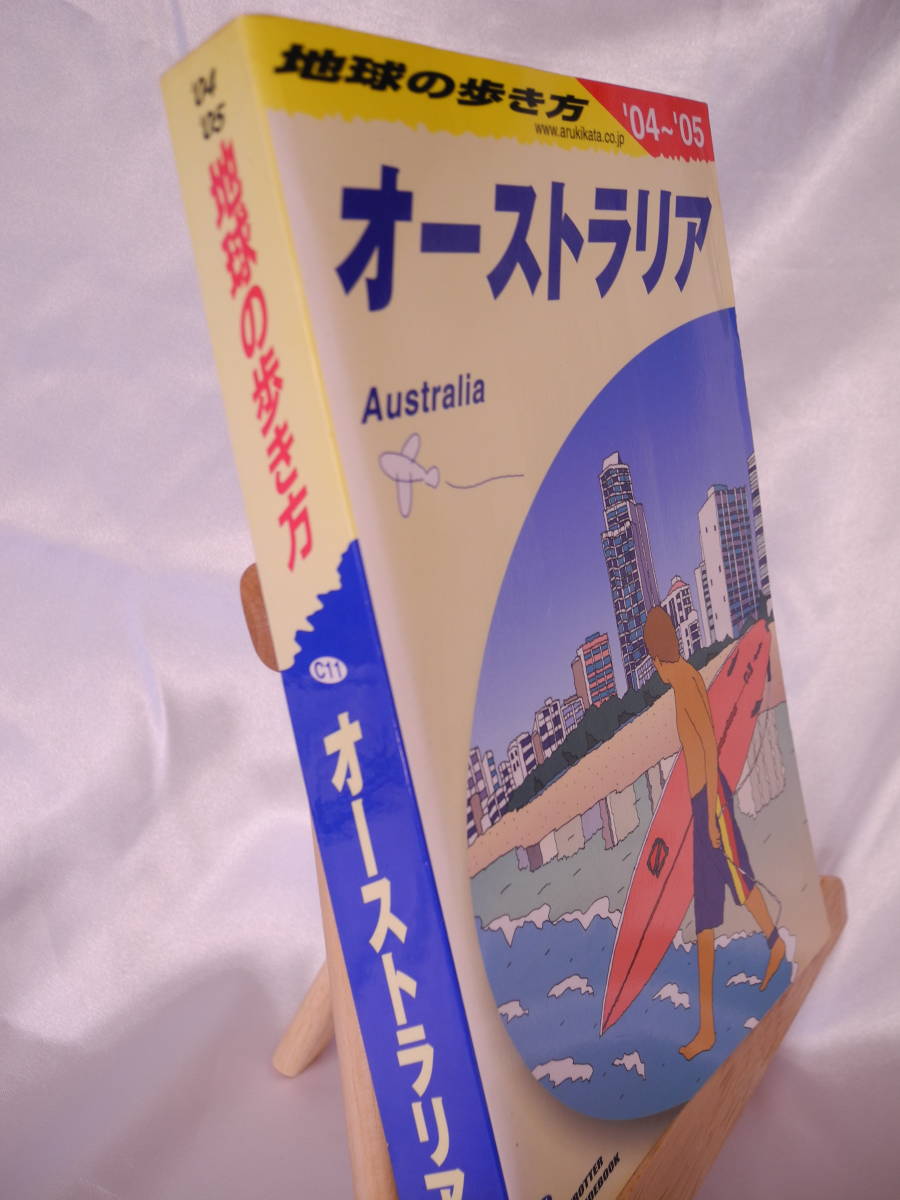 地球の歩き方
www.arukikata.co.jp
'04~'05
オーストラリア
Australia
'04
'05
地球の歩き方
C11
オーストラリア